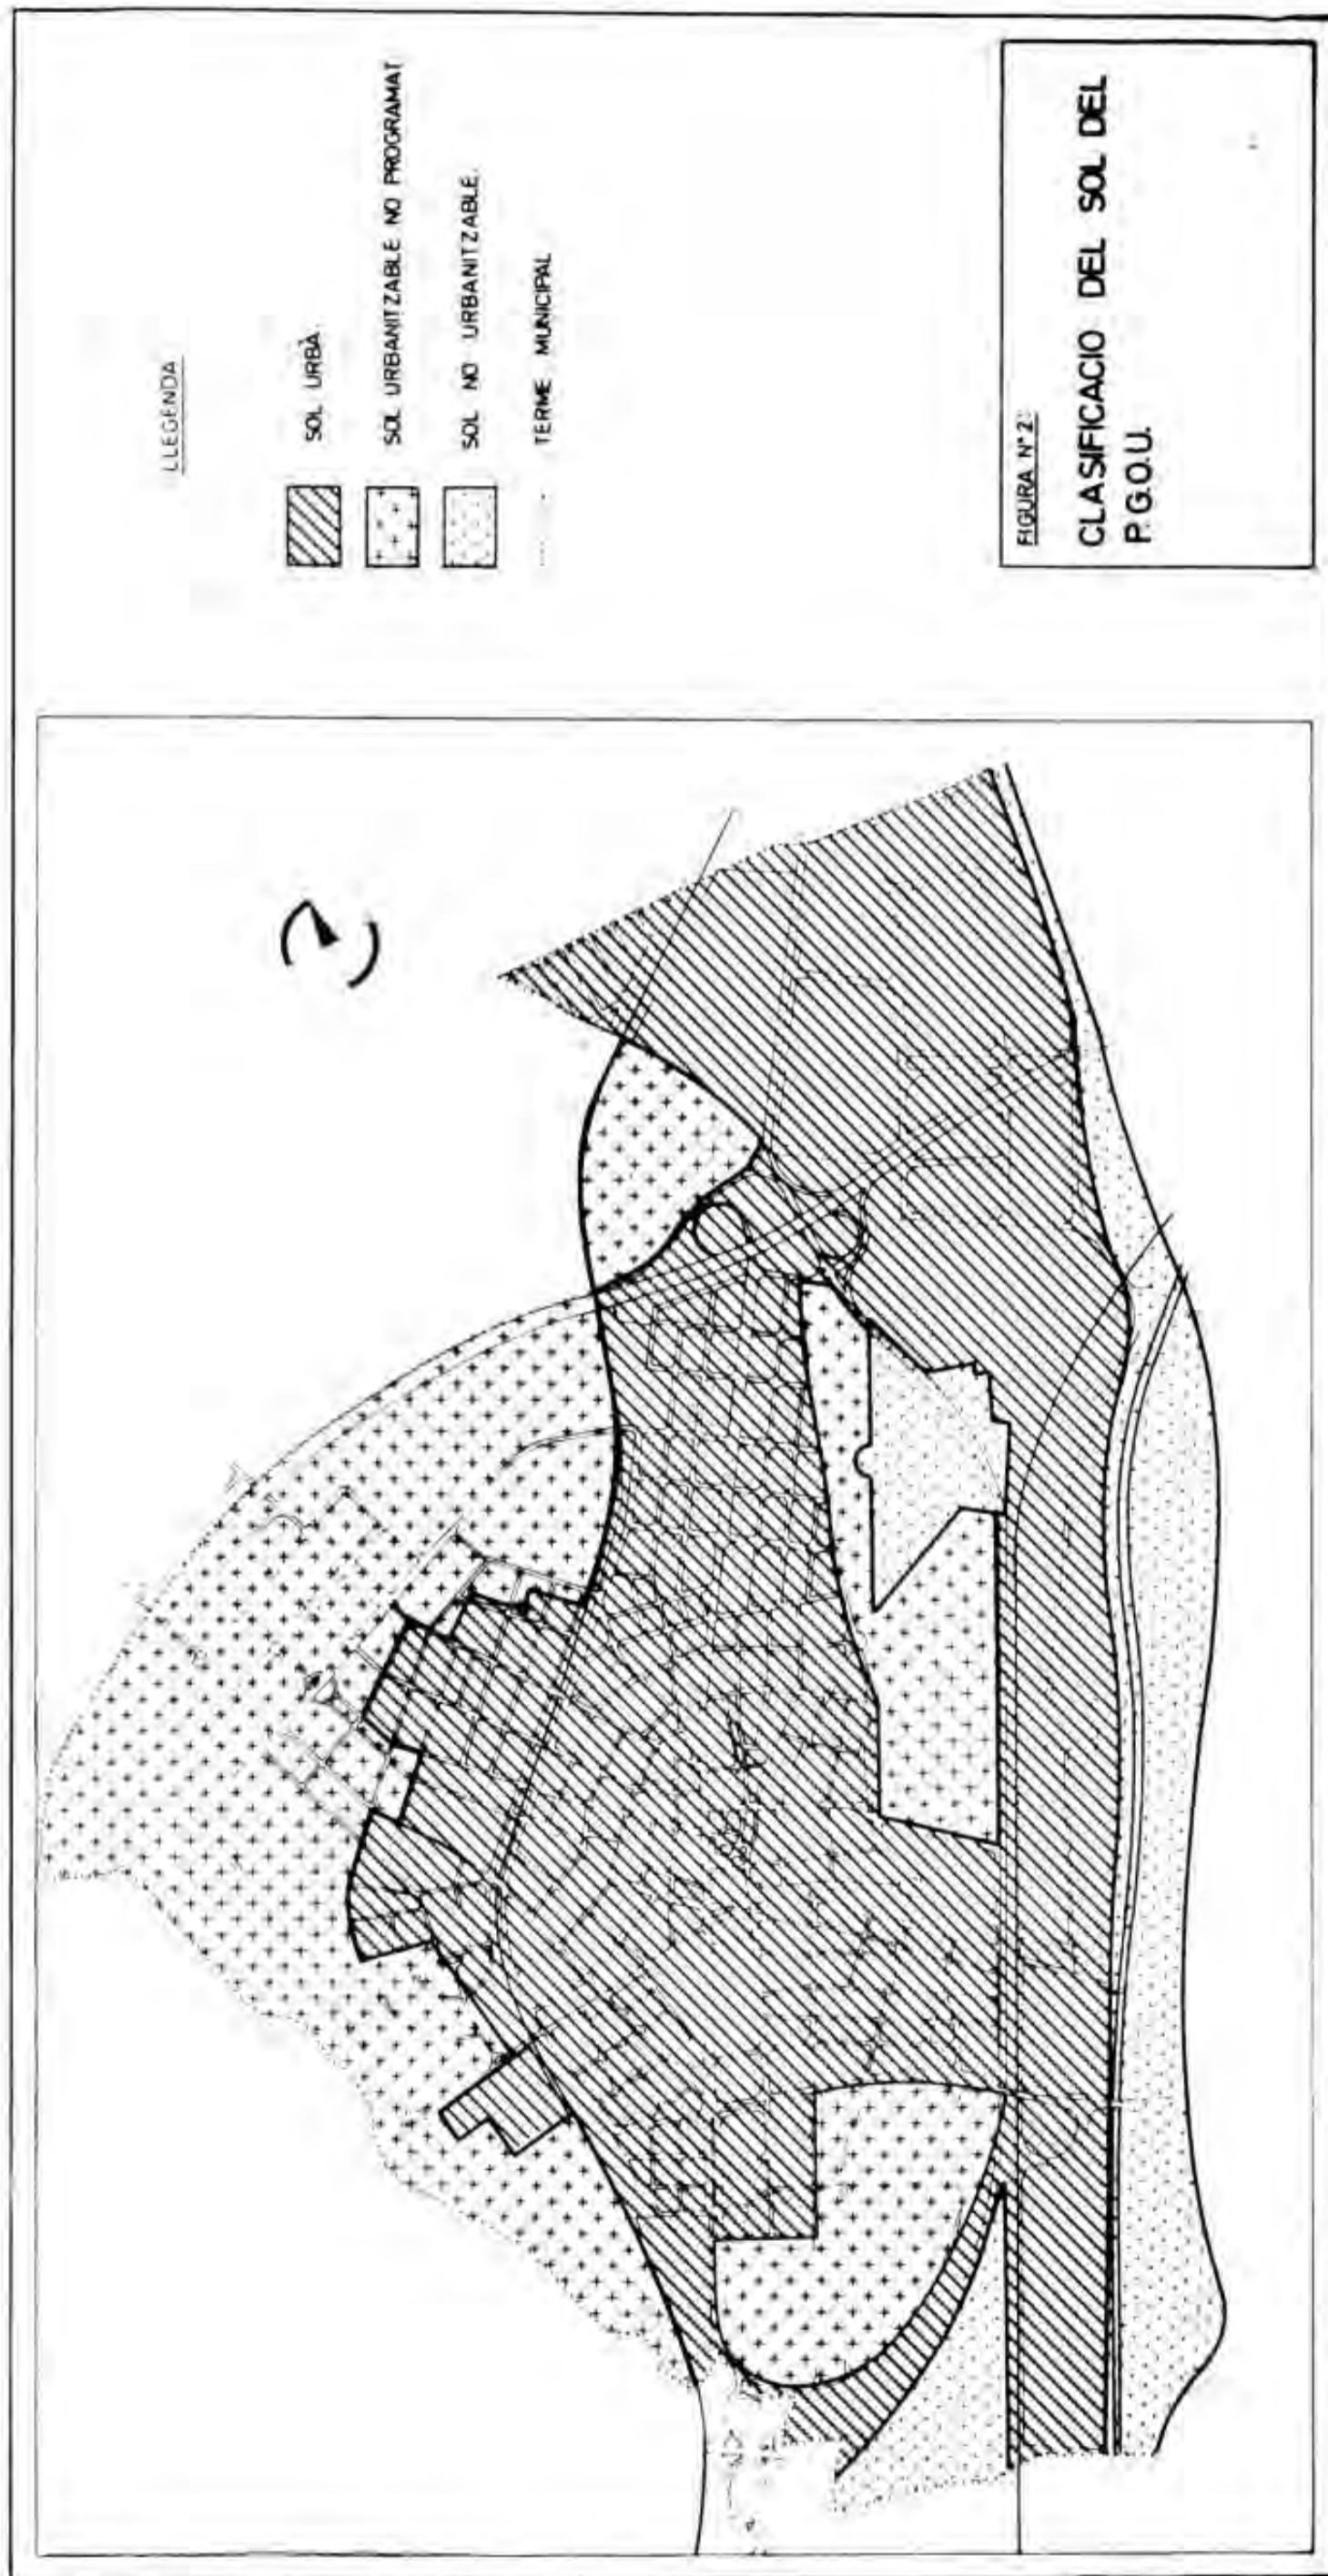 LLEGENDA
SOL URBÀ.
SOL URBANITZABLE NO PROGRAMAT
SOL NO URBANITZABLE.
TERME MUNICIPAL
FIGURA Nº 2:
CLASIFICACIO DEL SOL DEL
P.G.O.U.